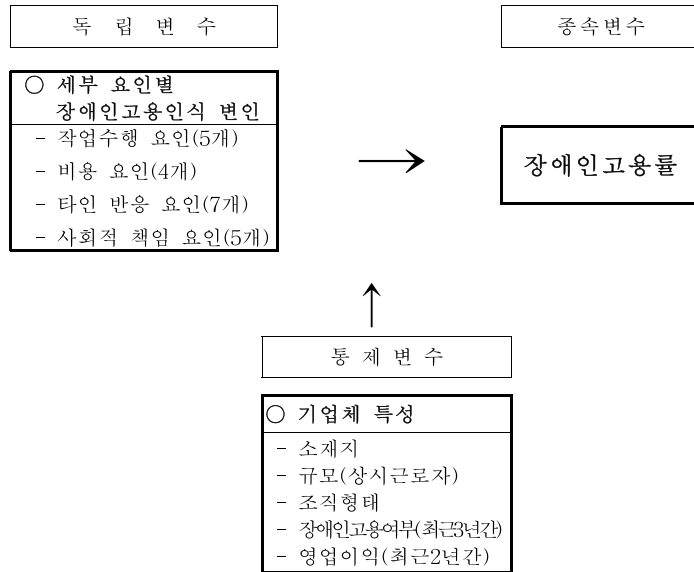 독 립 변 수
종속변수
○ 세부 요인별
장애인고용인식 변인
- 작업수행 요인(5개)
- 비용 요인(4개)
- 타인 반응 요인(7개)
- 사회적 책임 요인(5개)
장애인고용률
통 제 변 수
○ 기업체 특성
- 소재지
- 규모(상시근로자)
- 조직형태
- 장애인고용여부(최근3년간)
- 영업이익(최근2년간)